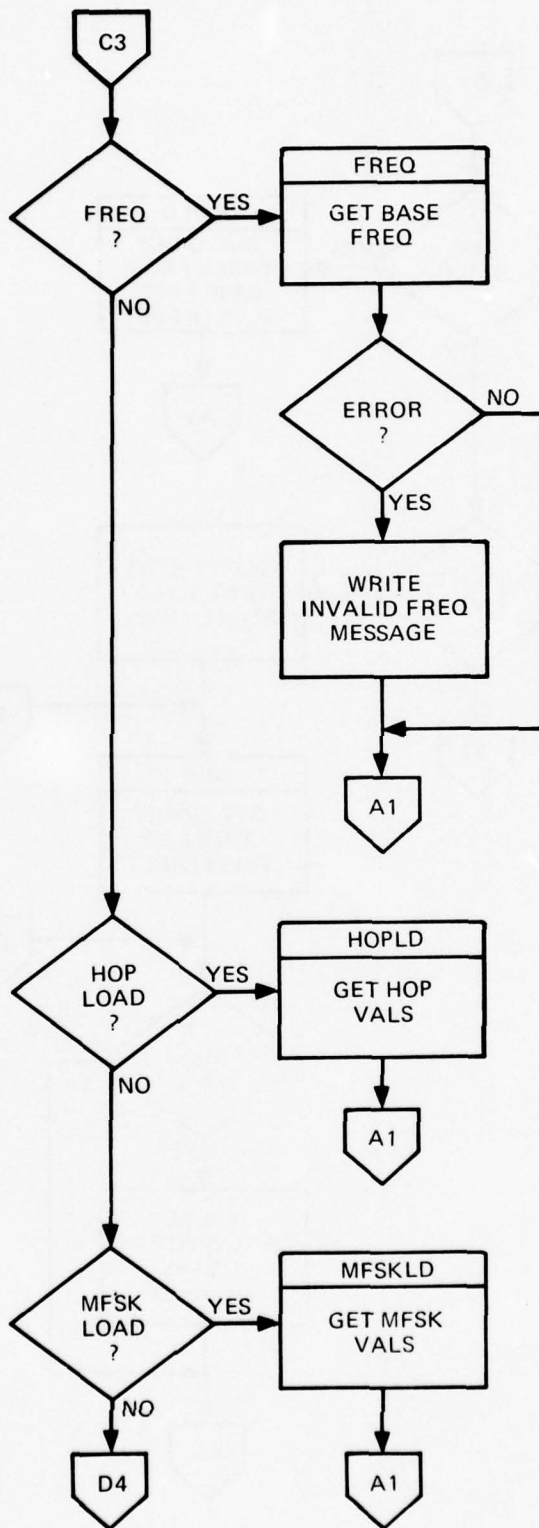 C3
FREQ
?
YES
NO
FREQ
GET BASE
FREQ
ERROR
?
NO
YES
WRITE
INVALID FREQ
MESSAGE
A1
HOP
LOAD
?
YES
NO
HOPLD
GET HOP
VALS
A1
MFSK
LOAD
?
YES
NO
MFSKLD
GET MFSK
VALS
D4
A1